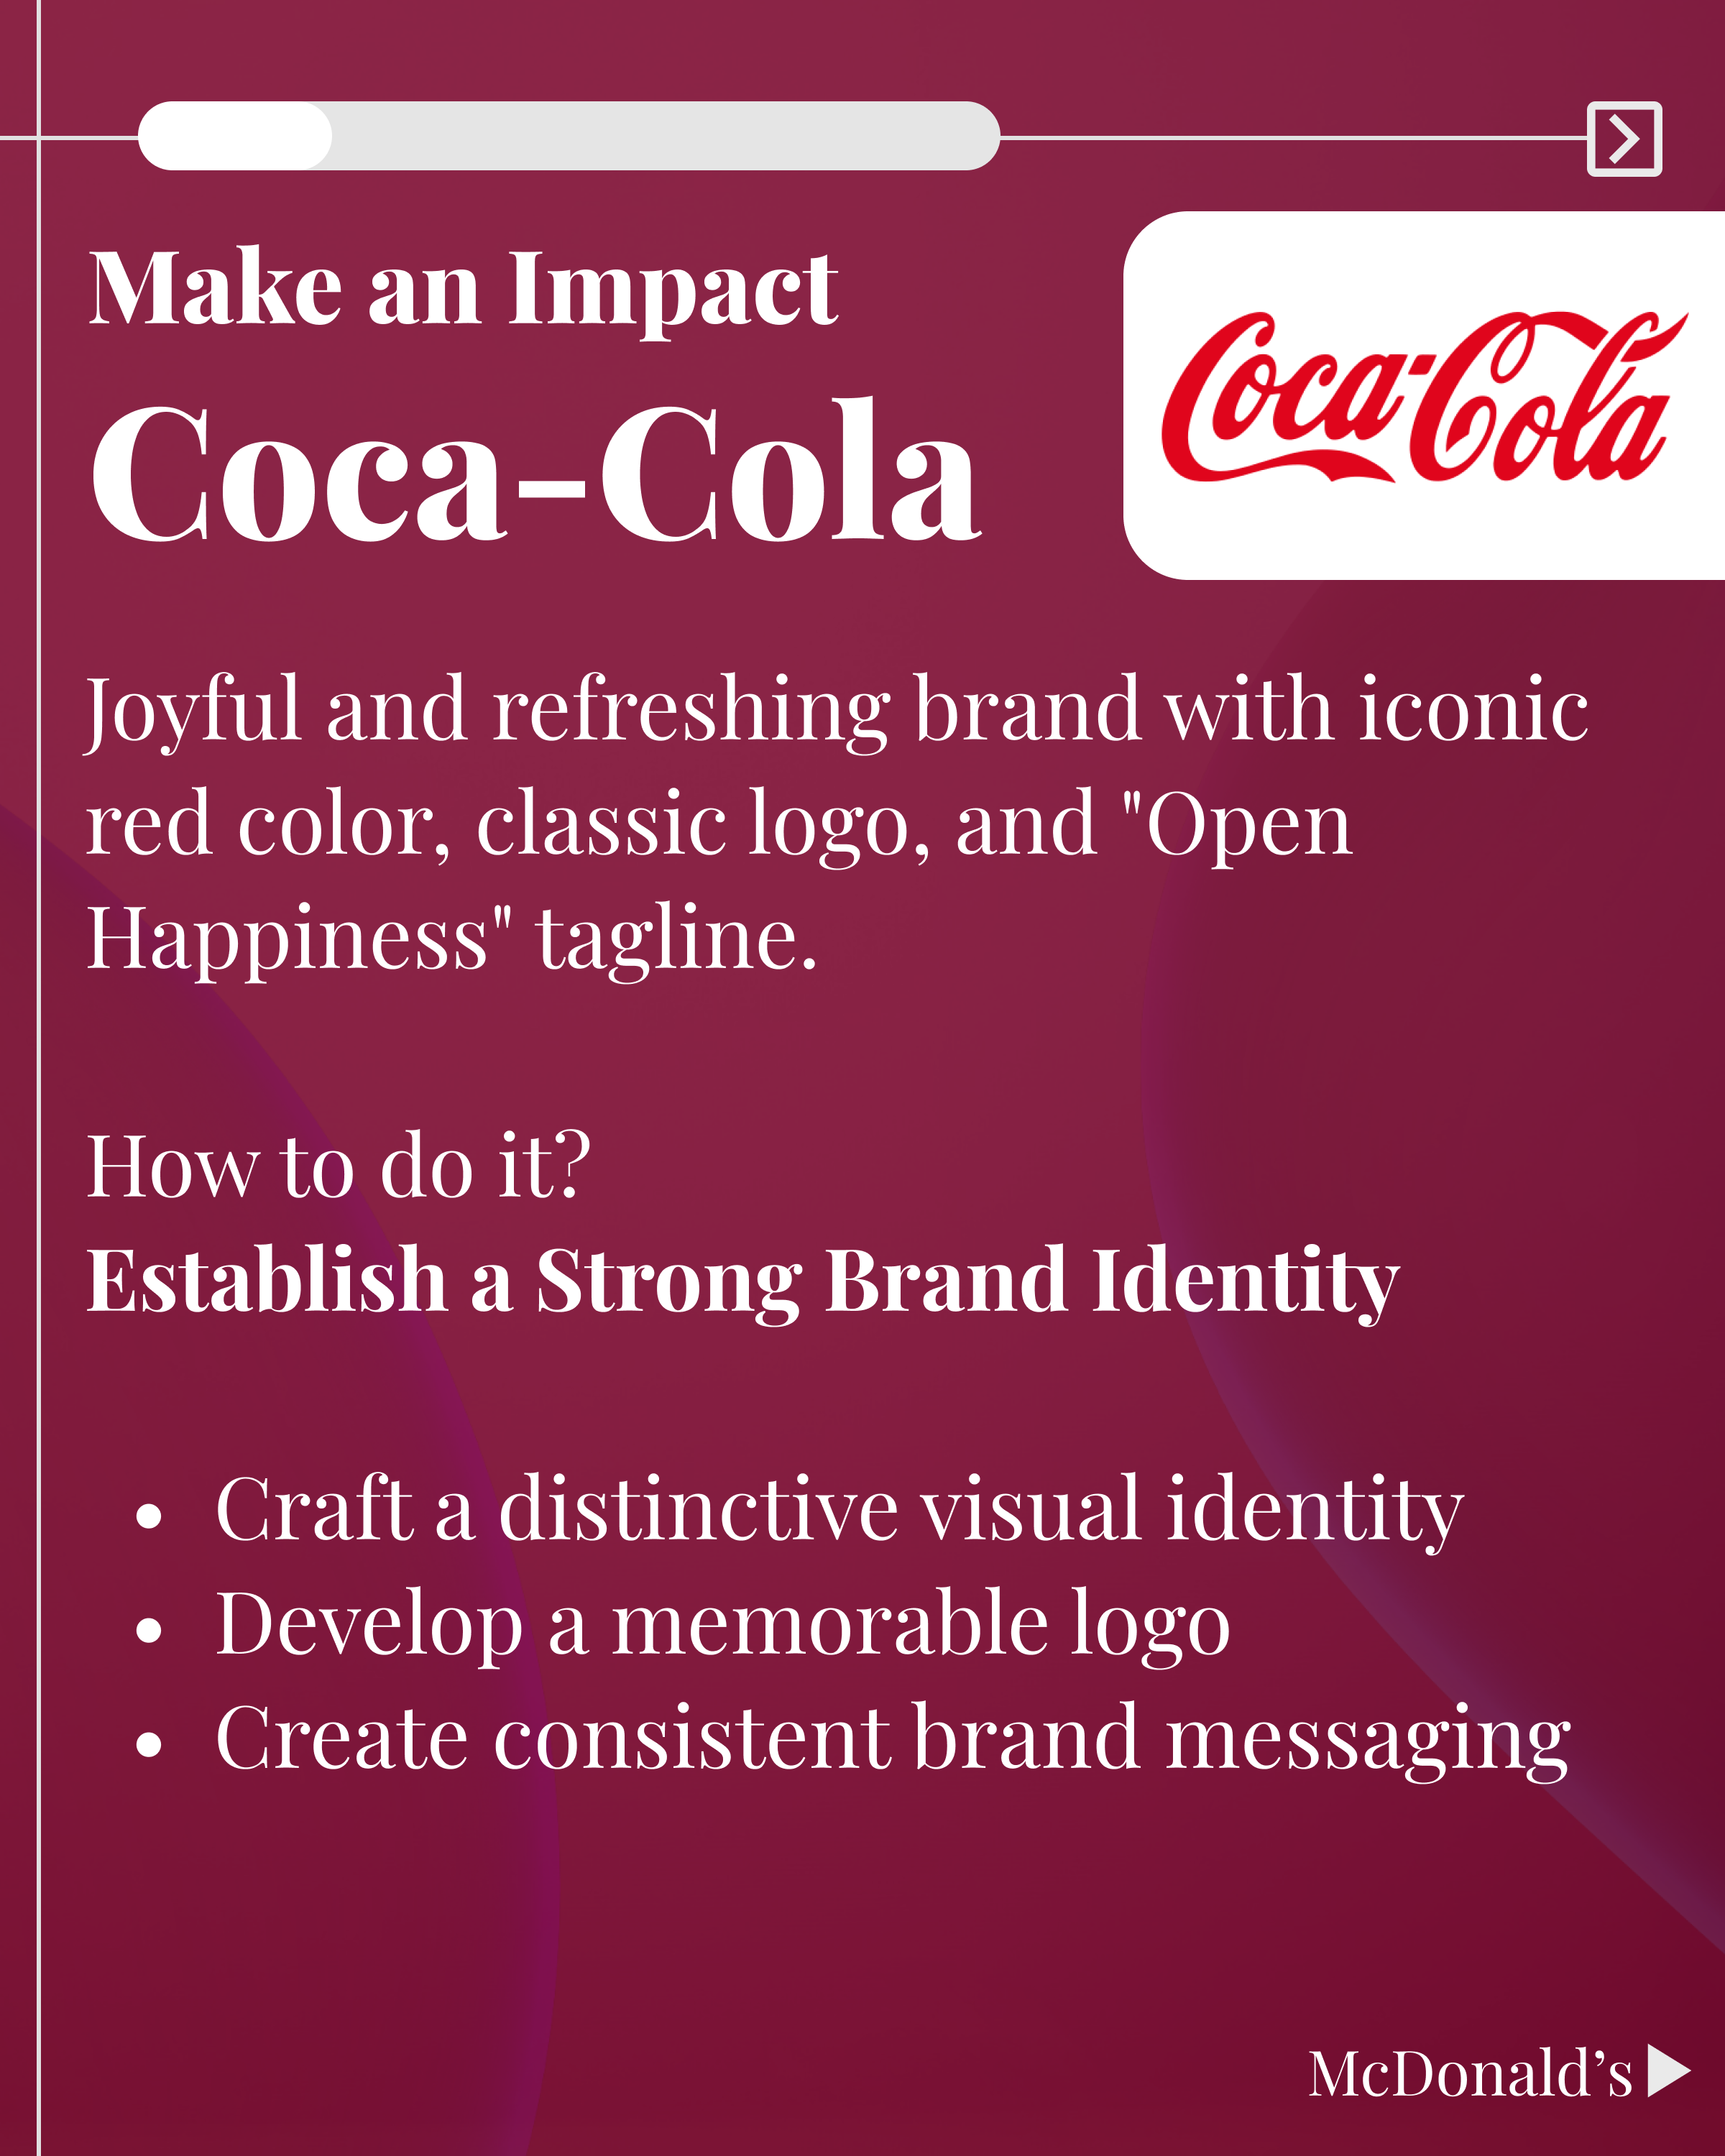 Make an Impact
Coca-Cola
Coca-Cola
Joyful and refreshing brand with iconic
red color, classic logo, and "Open
Happiness" tagline.
How to do it?
Establish a Strong Brand Identity
• Craft a distinctive visual identity
• Develop a memorable logo
• Create consistent brand messaging
McDonald’s